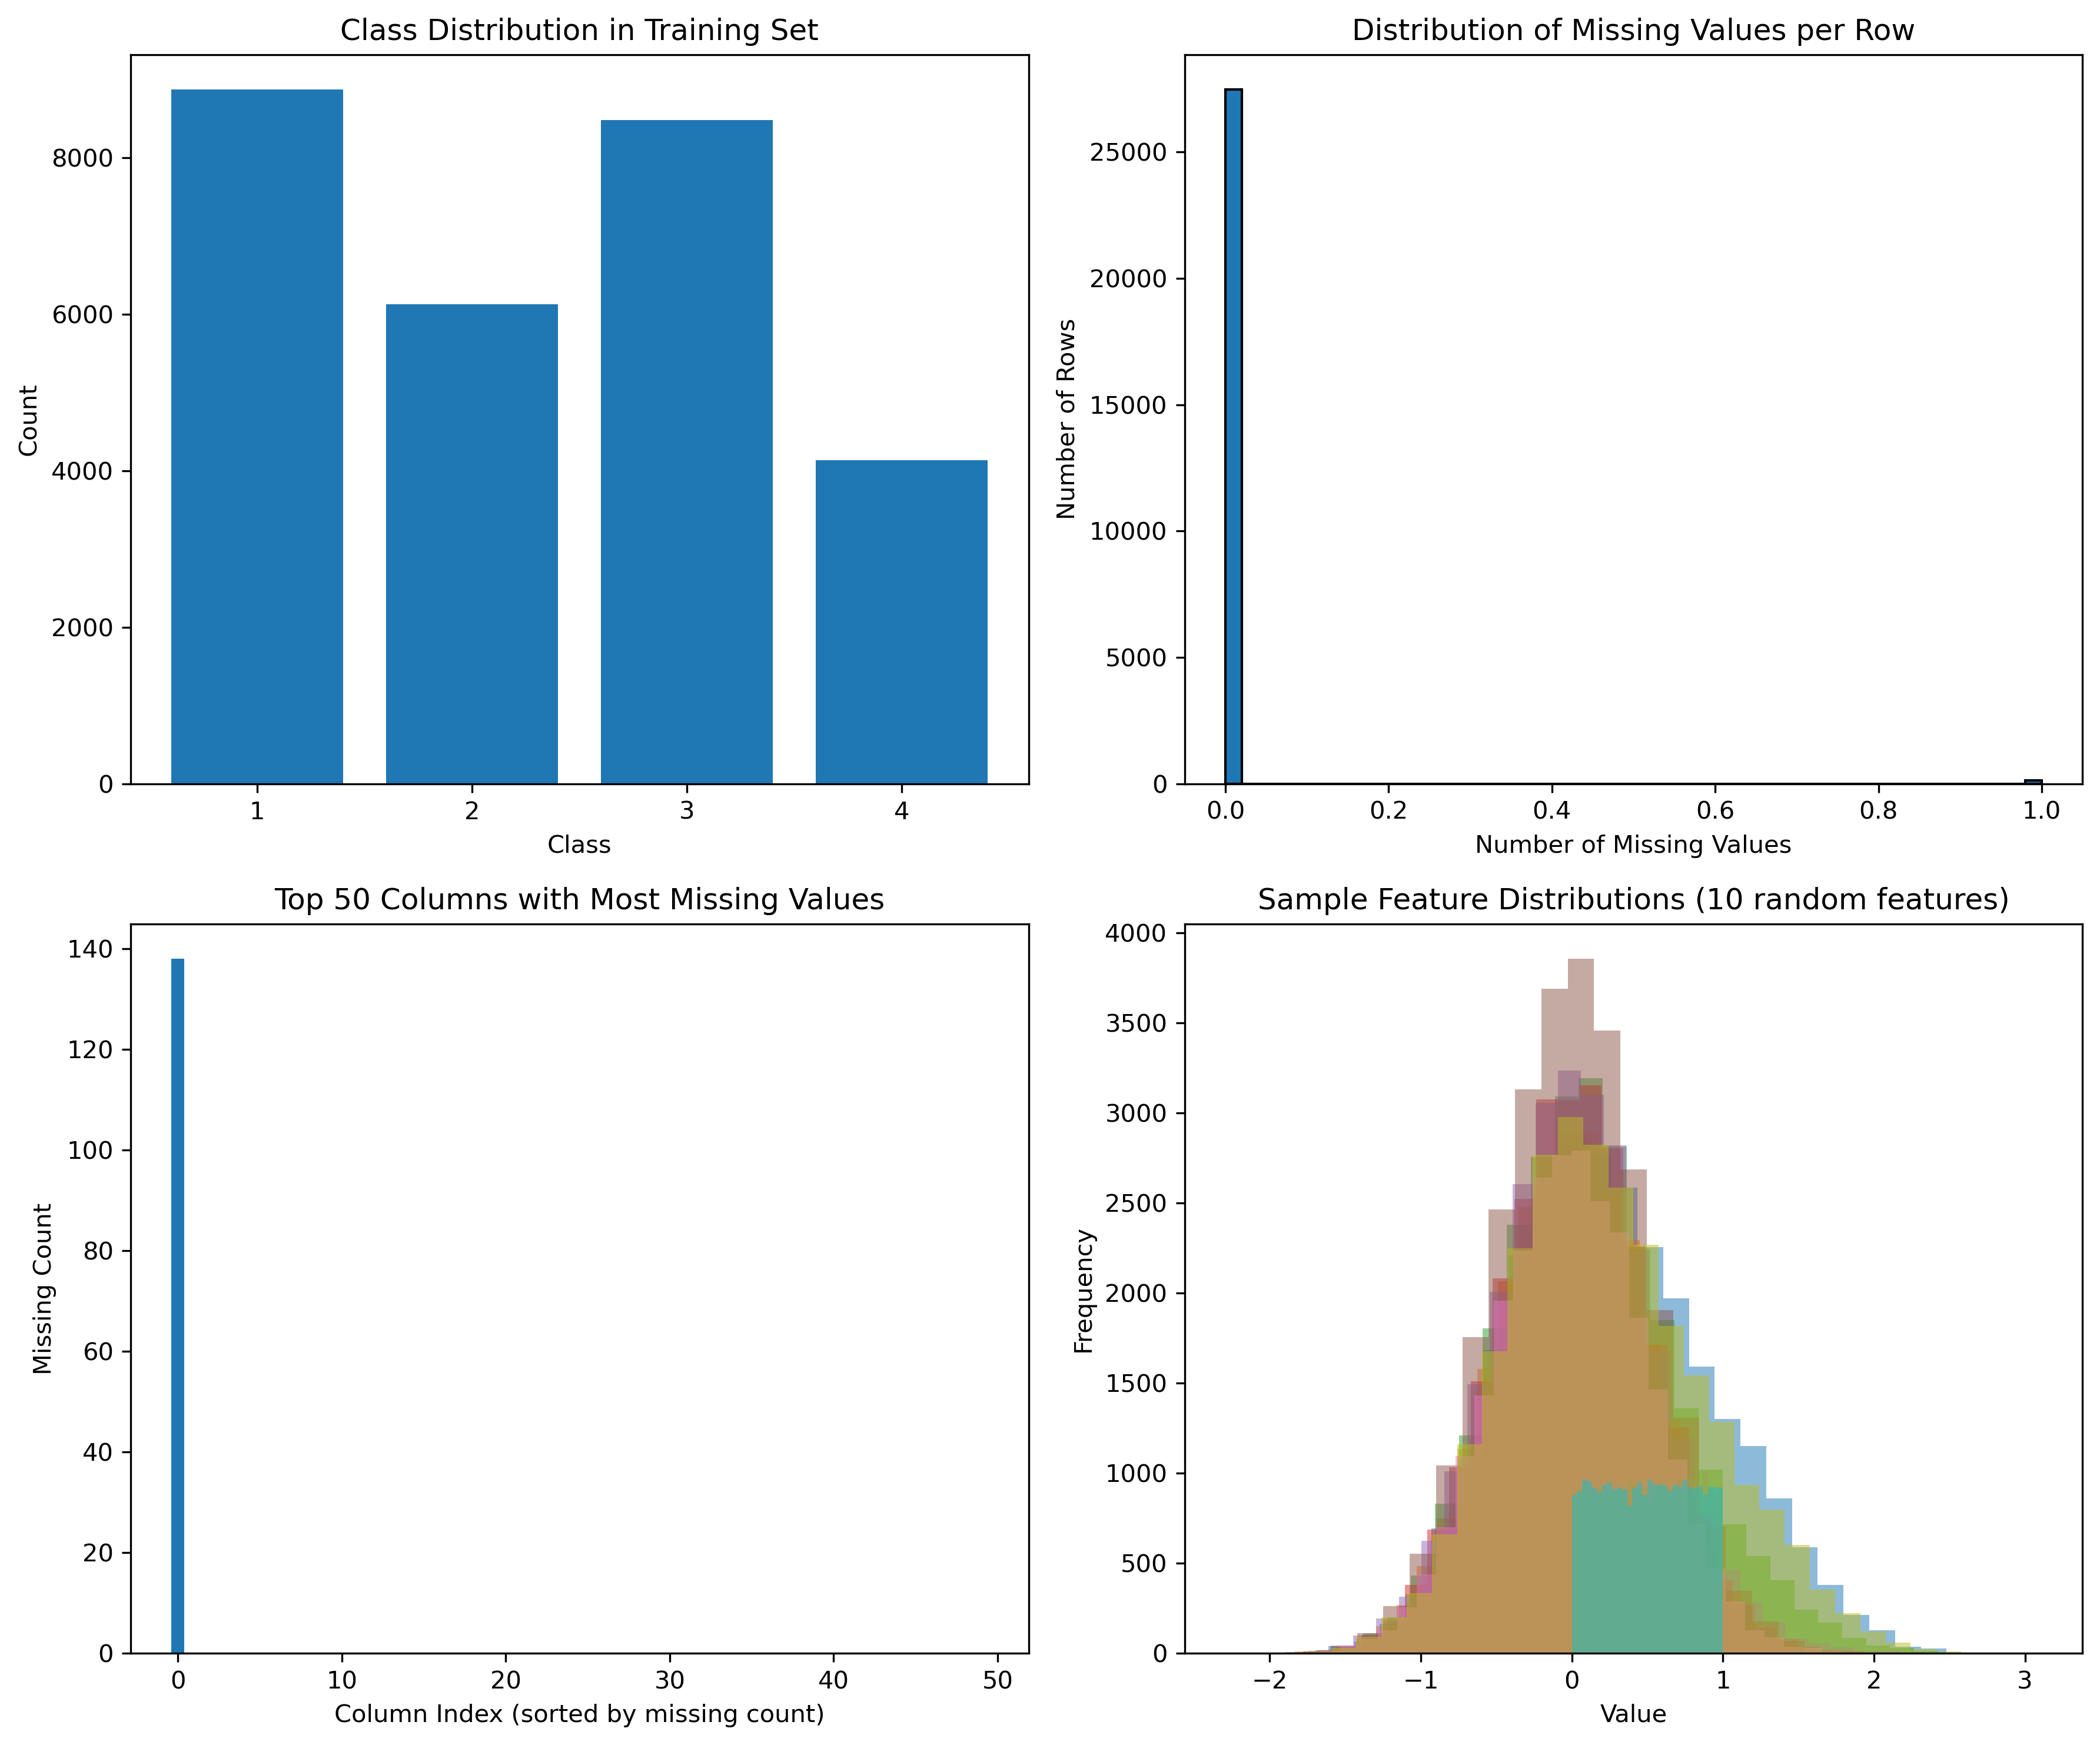 Class Distribution in Training Set
Count
8000
6000
4000
2000
0
1 2 3 4
Class
Distribution of Missing Values per Row
Number of Rows
25000
20000
15000
10000
5000
0
0.0 0.2 0.4 0.6 0.8 1.0
Number of Missing Values
Top 50 Columns with Most Missing Values
Missing Count
140
120
100
80
60
40
20
0
0 10 20 30 40 50
Column Index (sorted by missing count)
Sample Feature Distributions (10 random features)
Frequency
4000
3500
3000
2500
2000
1500
1000
500
0
−2 −1 0 1 2 3
Value